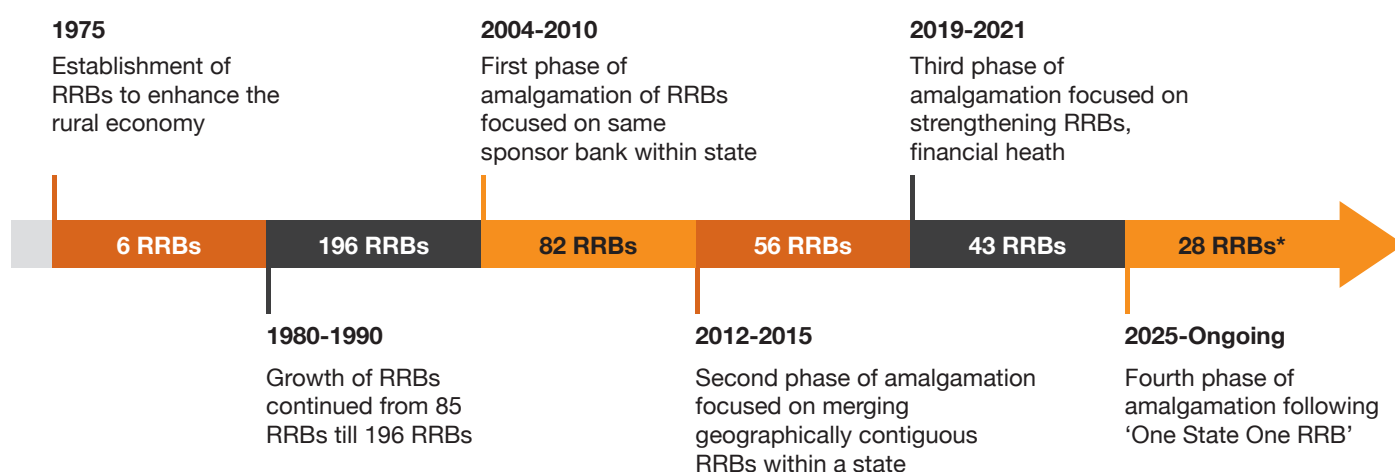 1975
Establishment of
RRBs to enhance the
rural economy
2004-2010
First phase of
amalgamation of RRBs
focused on same
sponsor bank within state
2019-2021
Third phase of
amalgamation focused on
strengthening RRBs,
financial heath
6 RRBs
196 RRBs
82 RRBs
56 RRBs
43 RRBs
28 RRBs*
1980-1990
Growth of RRBs
continued from 85
RRBs till 196 RRBs
2012-2015
Second phase of amalgamation
focused on merging
geographically contiguous
RRBs within a state
2025-Ongoing
Fourth phase of
amalgamation following
‘One State One RRB’